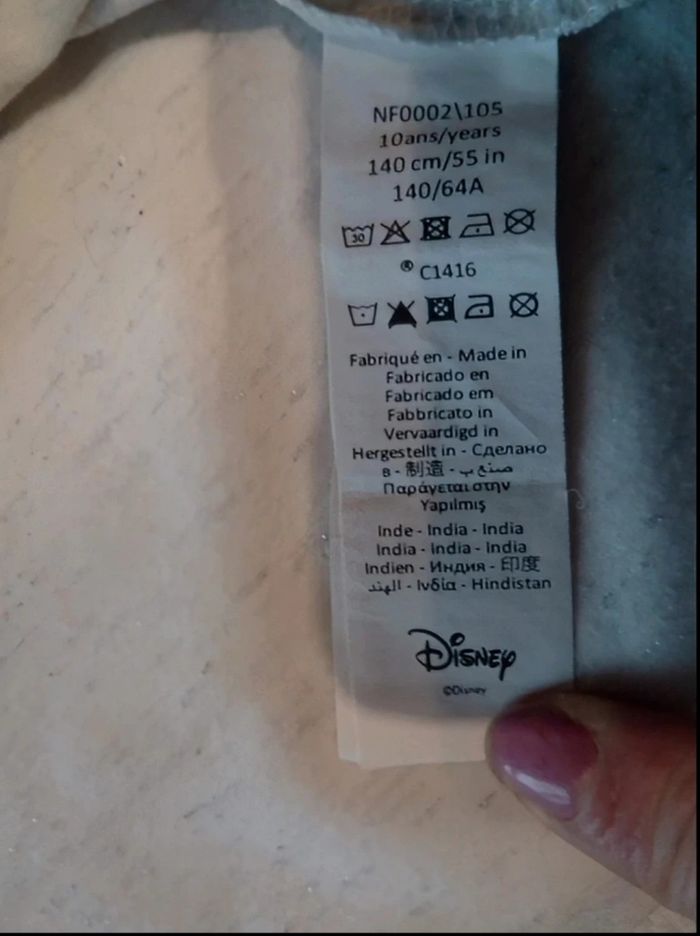 NF0002\105
10ans/years
140 cm/55 in
140/64A
30
® C1416
Fabriqué en - Made in
Fabricado en
Fabricado em
Fabbricato in
Vervaardigd in
Hergestellt in - Сделано
в - 制造 - صنع ب
Παράγεται στην
Yapılmış
Inde - India - India
India - India - India
Indien - Индия - 印度
الهند - Ινδία - Hindistan
Disney
©Disney